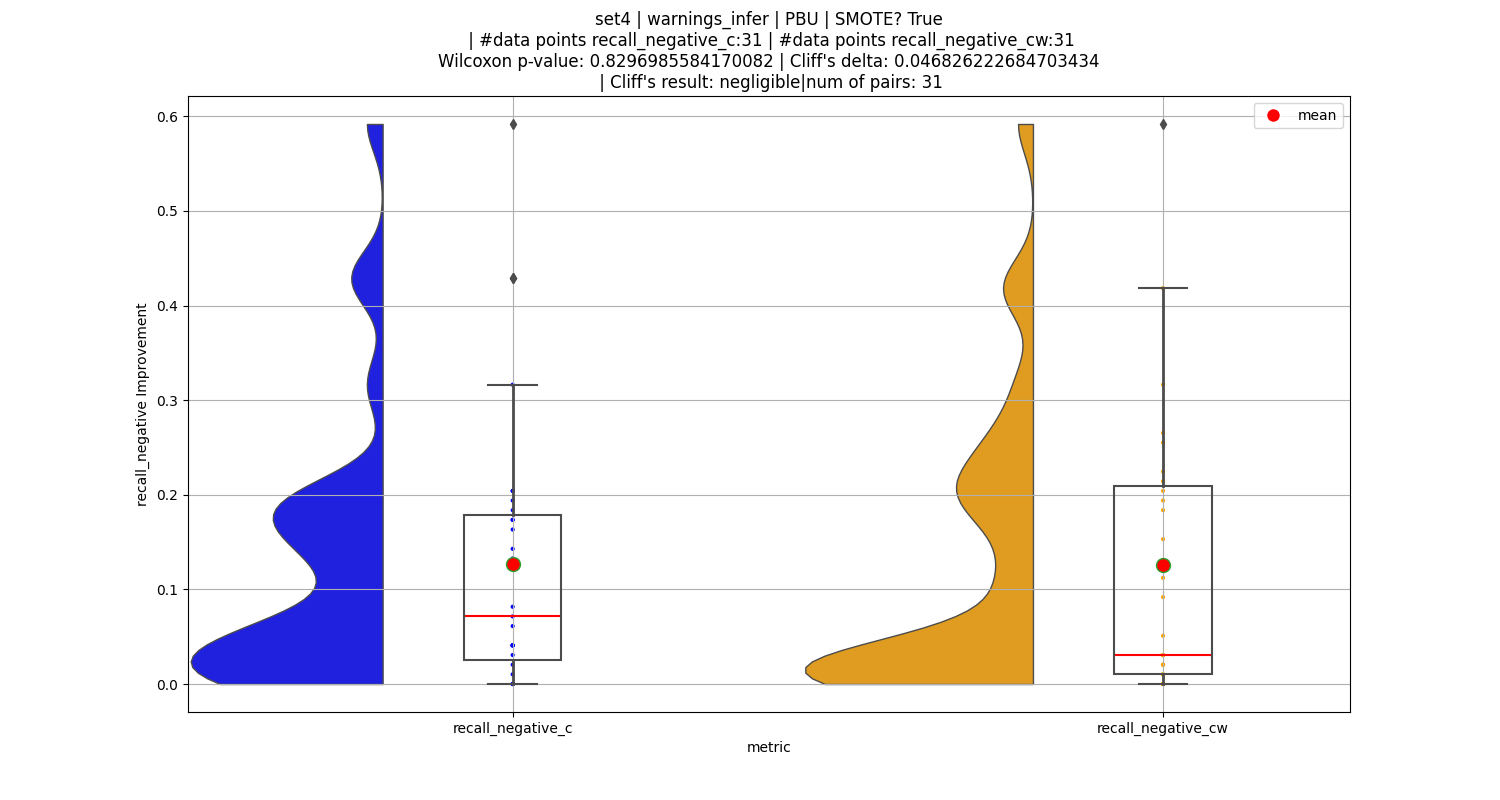 set4 | warnings_infer | PBU | SMOTE? True
| #data points recall_negative_c:31 | #data points recall_negative_cw:31
Wilcoxon p-value: 0.8296985584170082 | Cliff's delta: 0.046826222684703434
| Cliff's result: negligible|num of pairs: 31
mean
0.6
0.5
0.4
0.3
0.2
0.1
0.0
recall_negative Improvement
recall_negative_c
recall_negative_cw
metric